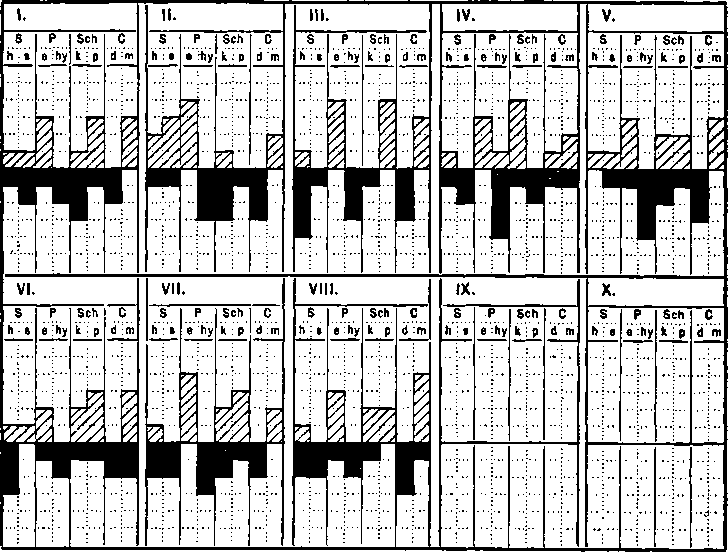 I. II. III. IV. V.
S P Sch C S P Sch C S P Sch C S P Sch C S P Sch C
h s e hy k p d m h s e hy k p d m h s e hy k p d m h s e hy k p d m h s e hy k p d m
VI. VII. VIII. IX. X.
S P Sch C S P Sch C S P Sch C S P Sch C S P Sch C
h s e hy k p d m h s e hy k p d m h s e hy k p d m h s e hy k p d m h s e hy k p d m